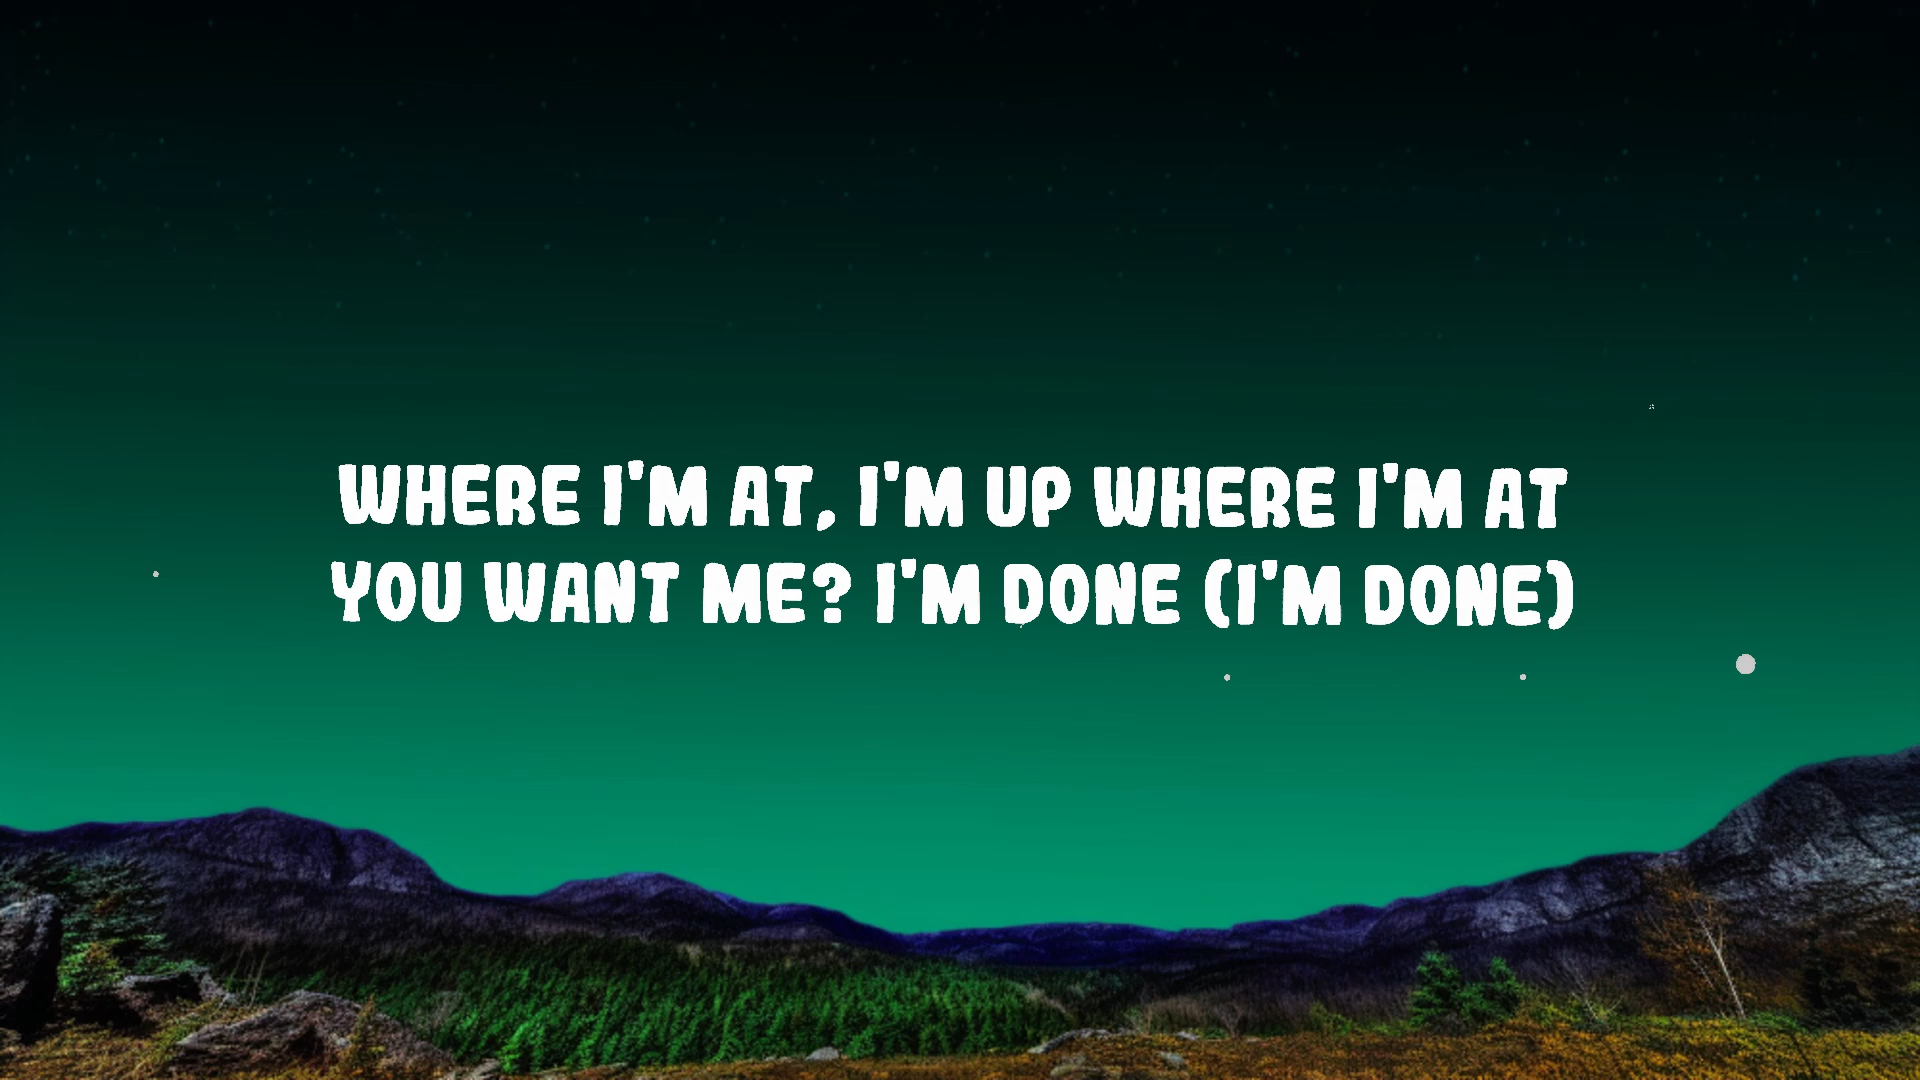 WHERE I'M AT, I'M UP WHERE I'M AT
YOU WANT ME? I'M DONE (I'M DONE)